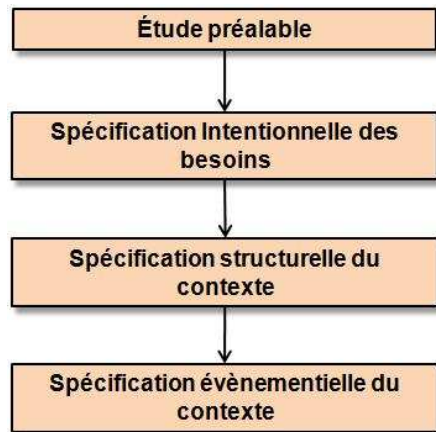 Étude préalable
Spécification Intentionnelle des
besoins
Spécification structurelle du
contexte
Spécification évènementielle du
contexte